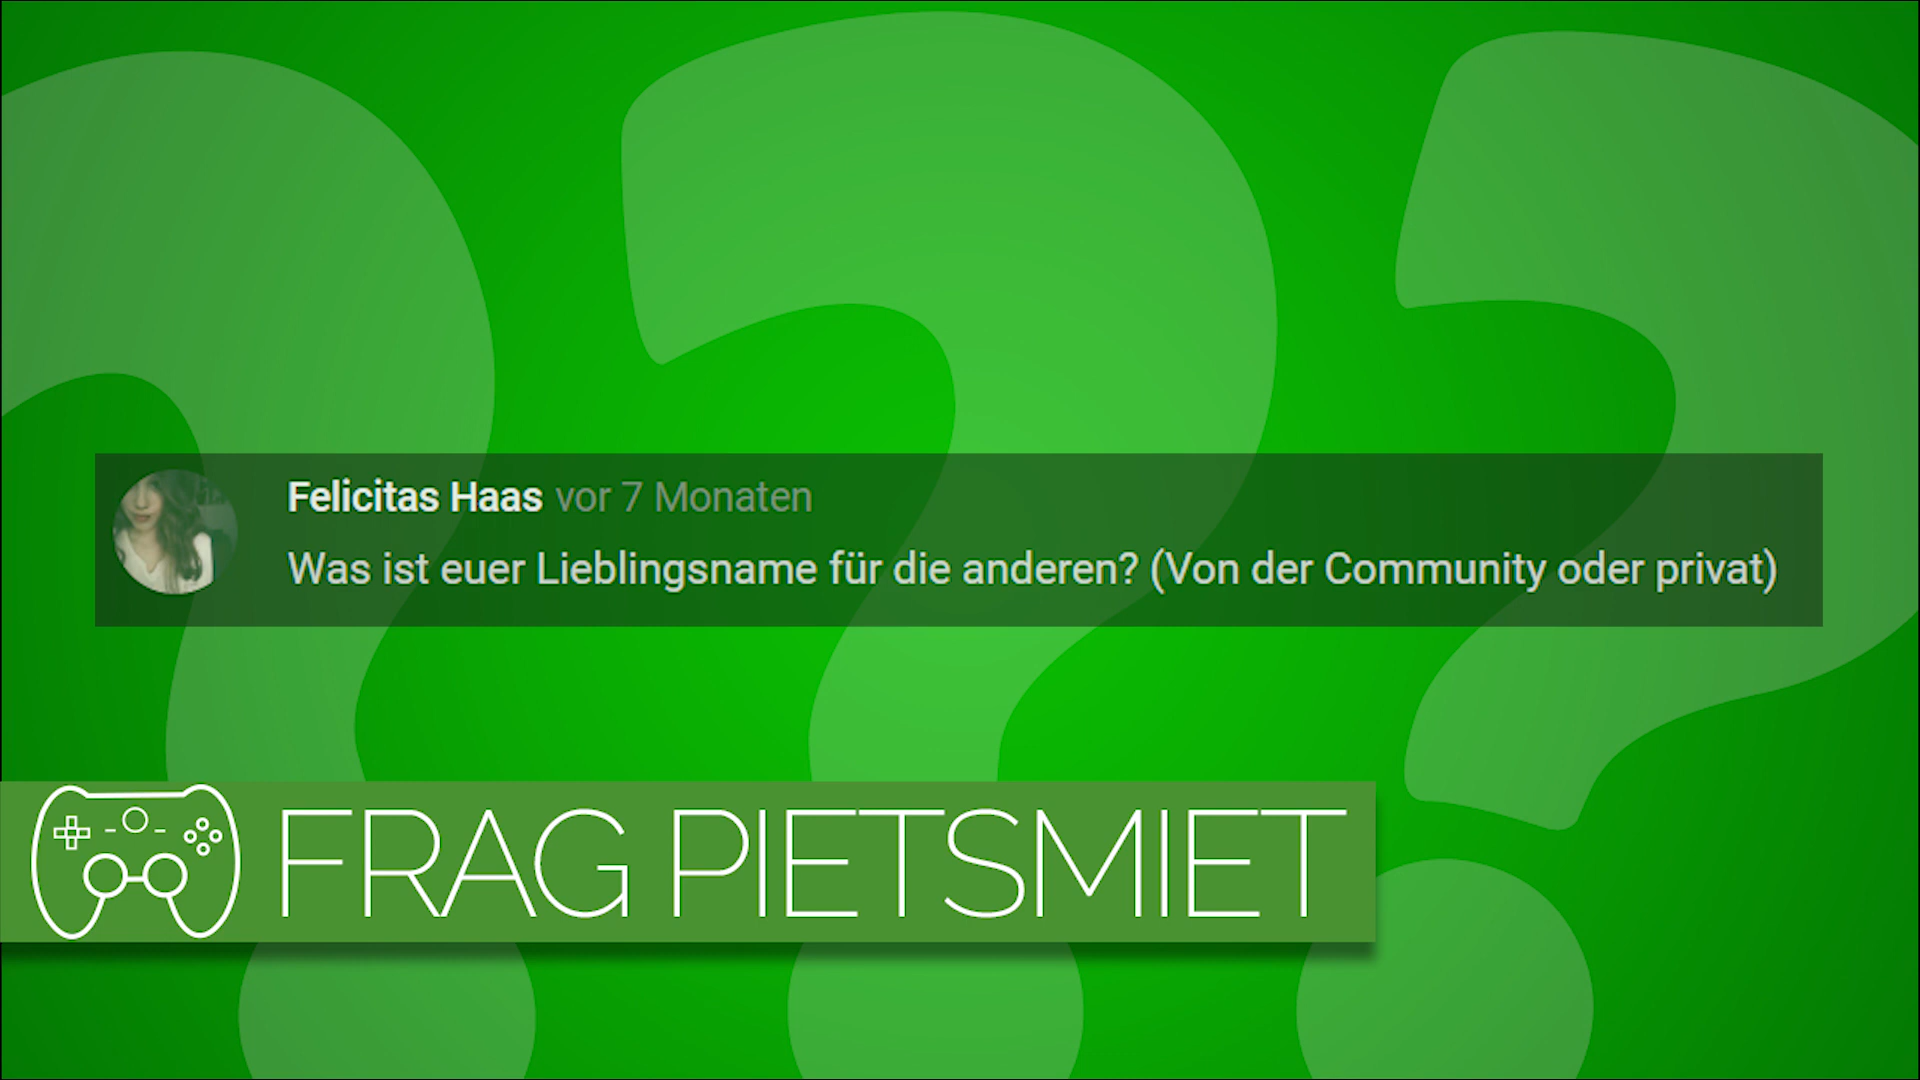 Felicitas Haas vor 7 Monaten
Was ist euer Lieblingsname für die anderen? (Von der Community oder privat)
FRAG PIETSMIET